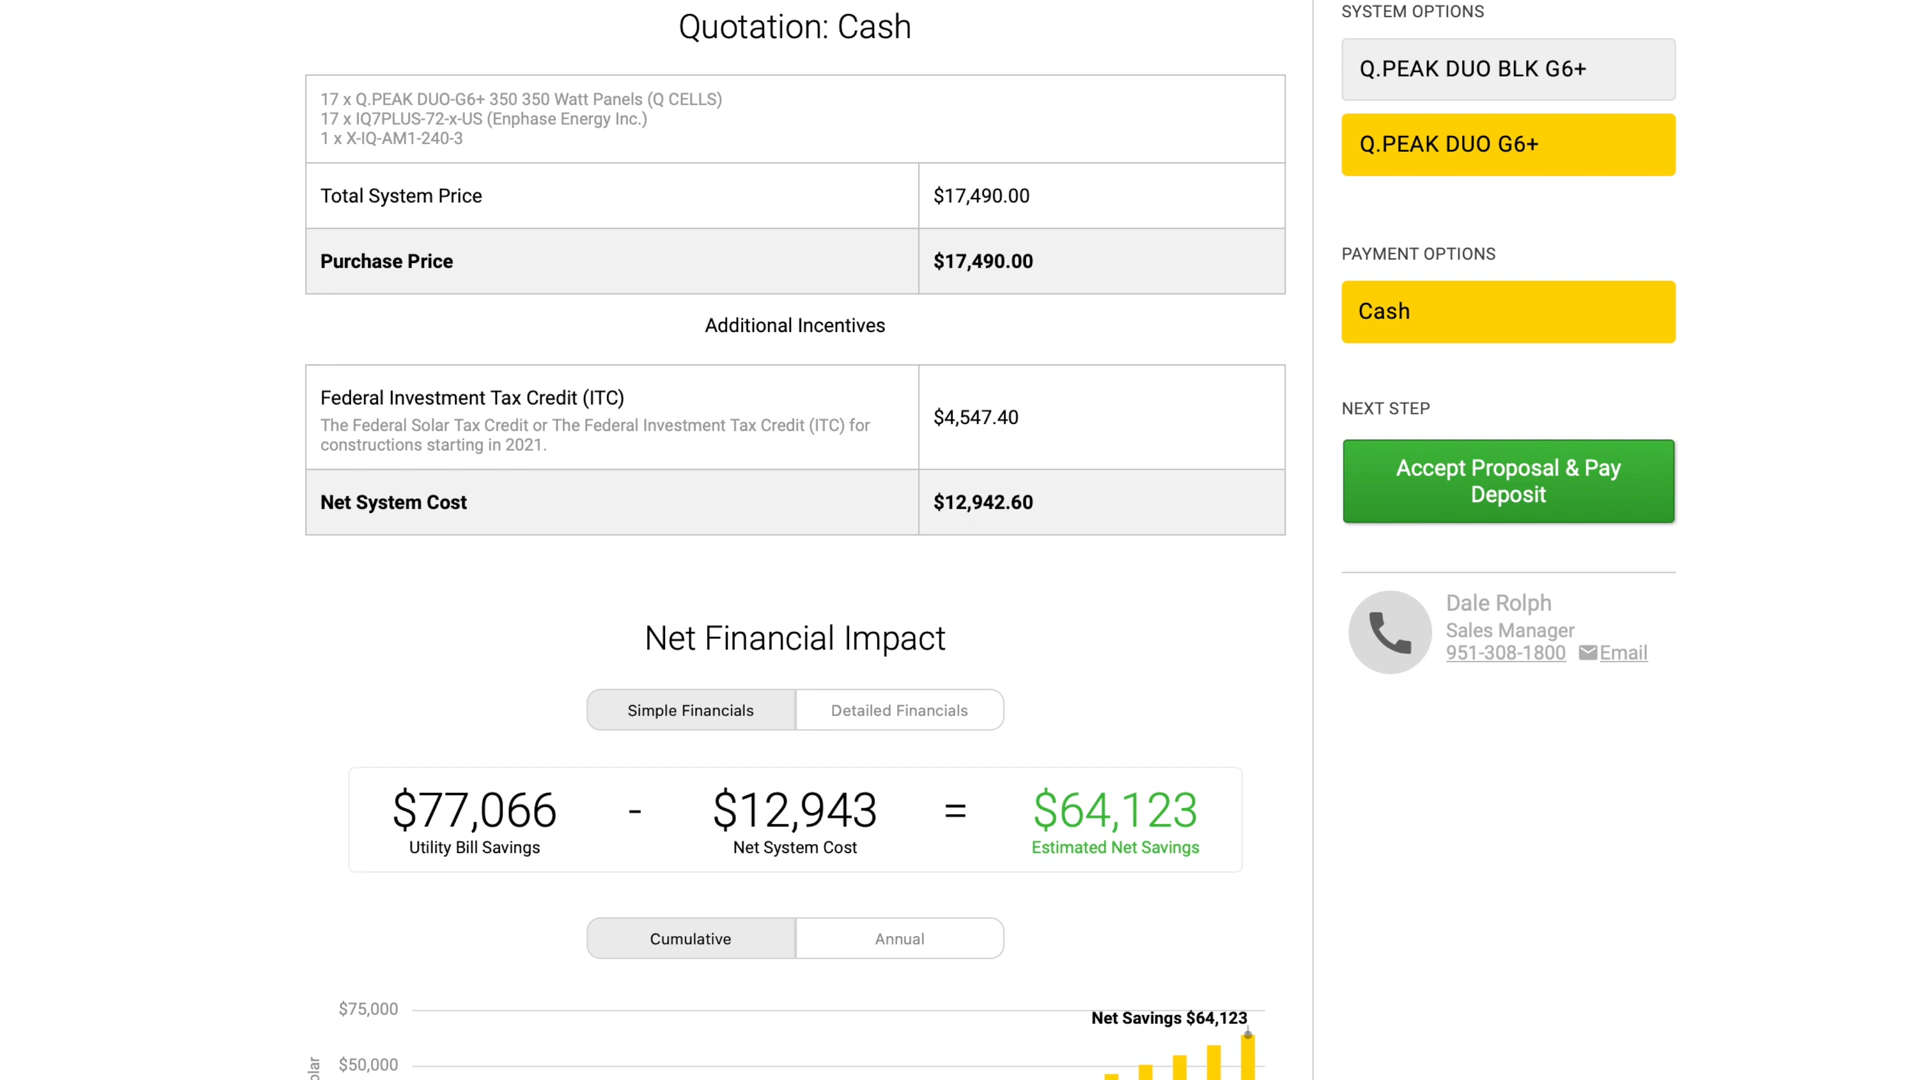 Quotation: Cash
17 x Q.PEAK DUO-G6+ 350 350 Watt Panels (Q CELLS)
17 x IQ7PLUS-72-x-US (Enphase Energy Inc.)
1 x X-IQ-AM1-240-3
Total System Price $17,490.00
Purchase Price $17,490.00
Additional Incentives
Federal Investment Tax Credit (ITC)
The Federal Solar Tax Credit or The Federal Investment Tax Credit (ITC) for
constructions starting in 2021.
$4,547.40
Net System Cost $12,942.60
Net Financial Impact
Simple Financials Detailed Financials
$77,066 - $12,943 = $64,123
Utility Bill Savings Net System Cost Estimated Net Savings
Cumulative Annual
$75,000
Net Savings $64,123
$50,000
SYSTEM OPTIONS
Q.PEAK DUO BLK G6+
Q.PEAK DUO G6+
PAYMENT OPTIONS
Cash
NEXT STEP
Accept Proposal & Pay
Deposit
Dale Rolph
Sales Manager
951-308-1800 Email